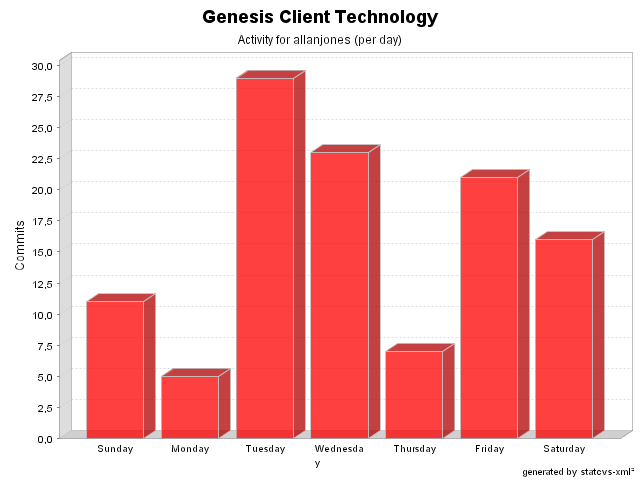 Genesis Client Technology
Activity for allanjones (per day)
30,0
27,5
25,0
22,5
20,0
17,5
15,0
12,5
10,0
7,5
5,0
2,5
0,0
Commits
Sunday Monday Tuesday Wednesda Thursday Friday Saturday
y
generated by statcvs-xml²